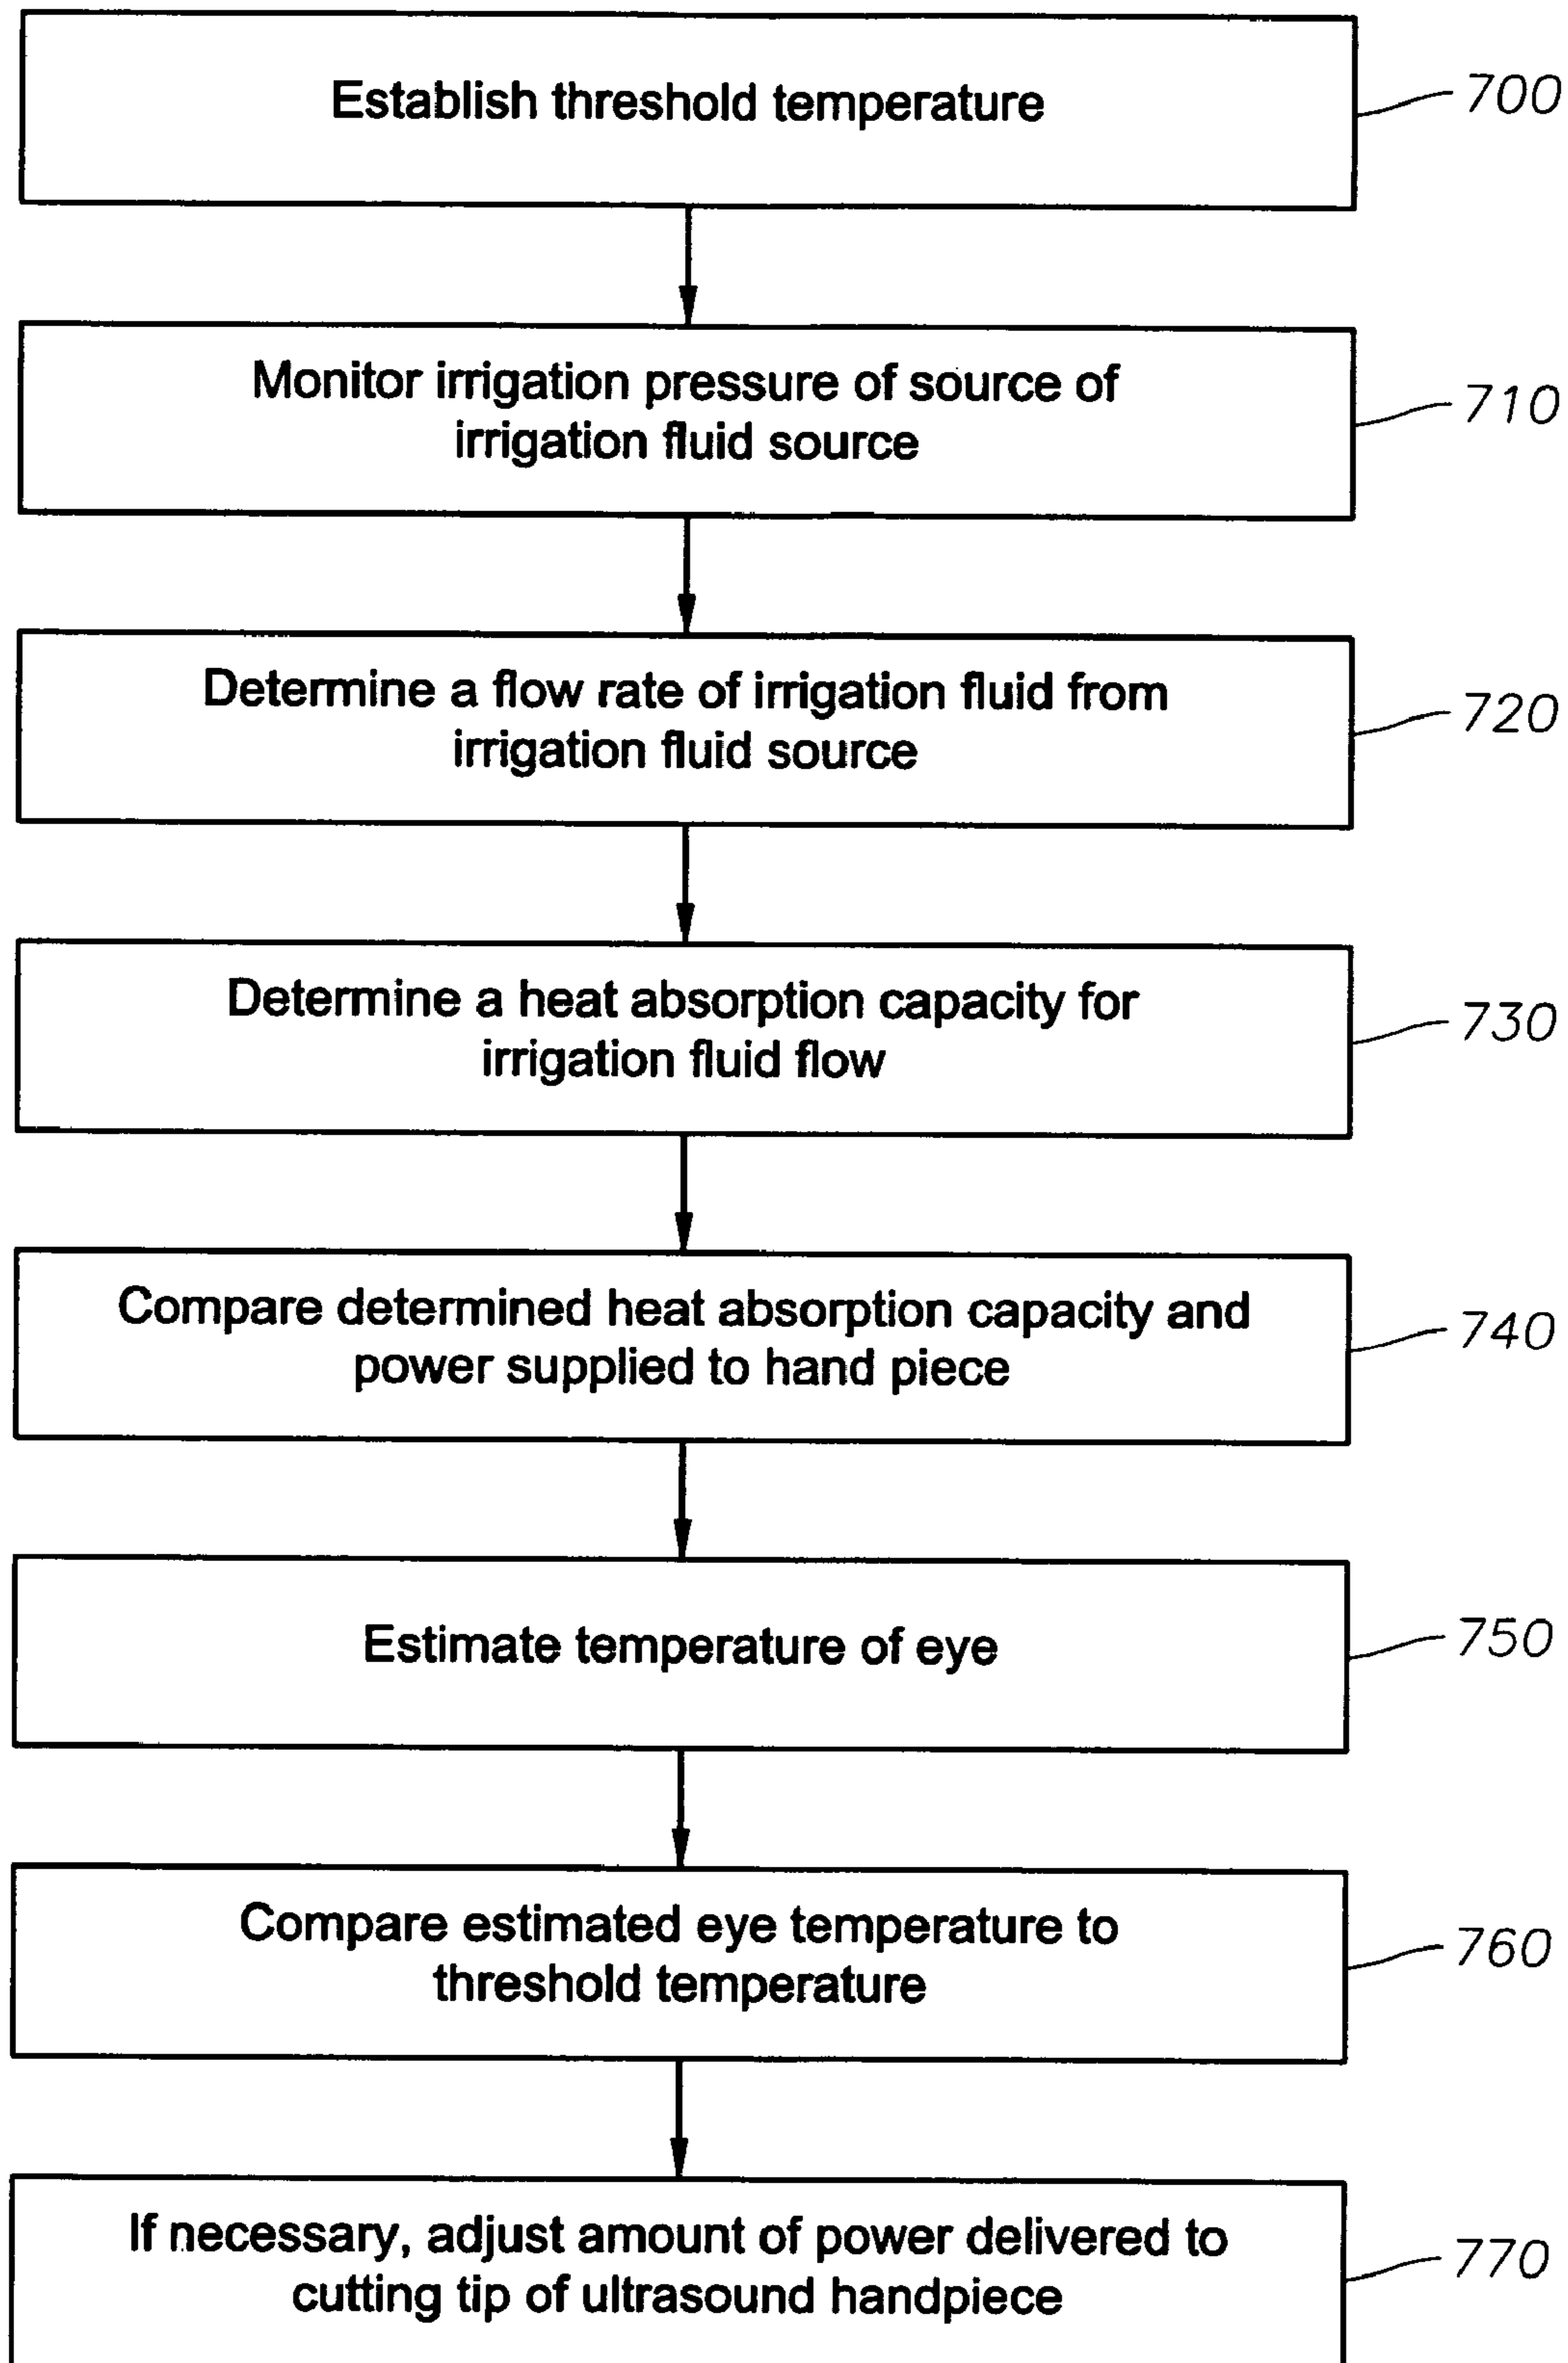 Establish threshold temperature
700
Monitor irrigation pressure of source of
irrigation fluid source
710
Determine a flow rate of irrigation fluid from
irrigation fluid source
720
Determine a heat absorption capacity for
irrigation fluid flow
730
Compare determined heat absorption capacity and
power supplied to hand piece
740
Estimate temperature of eye
750
Compare estimated eye temperature to
threshold temperature
760
If necessary, adjust amount of power delivered to
cutting tip of ultrasound handpiece
770